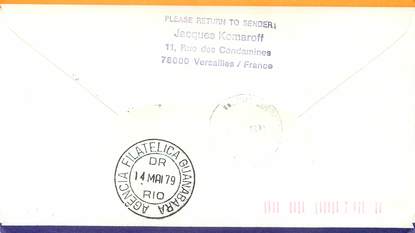 PLEASE RETURN TO SENDER:
Jacques Komaroff
11, Rue des Condamines
78000 Versailles / France
AGENCIA FILATELICA GUANABARA
DR
14 MAI 79
RIO